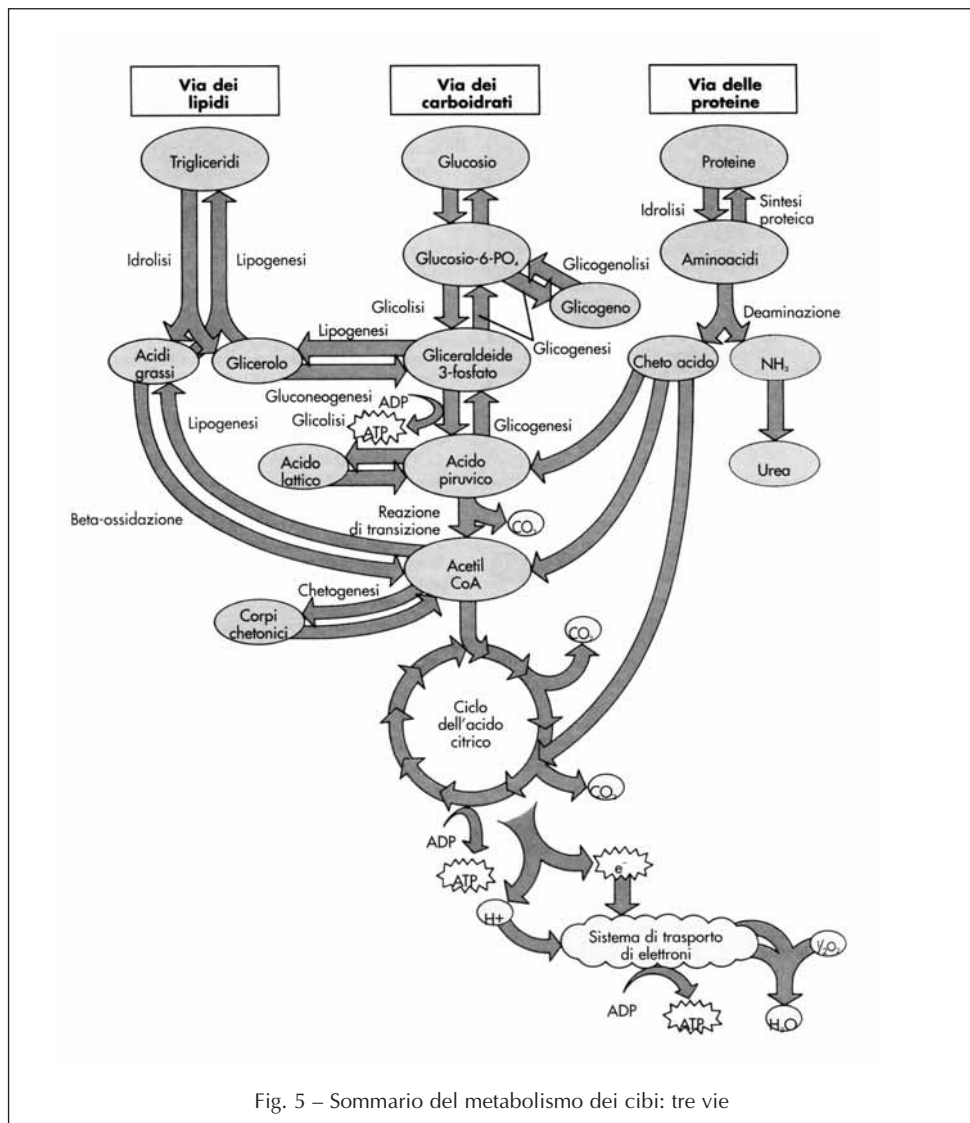 Via dei
lipidi
Via dei
carboidrati
Via delle
proteine
Trigliceridi
Glucosio
Proteine
Idrolisi
Sintesi
proteica
Glucosio-6-PO₄
Aminoacidi
Idrolisi
Lipogenesi
Glicogenolisi
Glicolisi
Glicogeno
Deaminazione
Lipogenesi
Glicogenesi
Acidi
grassi
Glicerolo
Gliceraldeide
3-fosfato
Cheto acido
NH₃
Gluconeogenesi
ADP
Glicolisi
ATP
Lipogenesi
Glicogenesi
Acido
lattico
Acido
piruvico
Urea
Beta-ossidazione
Reazione
di transizione
CO₂
Acetil
CoA
Chetogenesi
Corpi
chetonici
CO₂
Ciclo
dell'acido
citrico
CO₂
ADP
ATP
e⁻
H+
Sistema di trasporto
di elettroni
½O₂
ADP
ATP
H₂O
Fig. 5 – Sommario del metabolismo dei cibi: tre vie